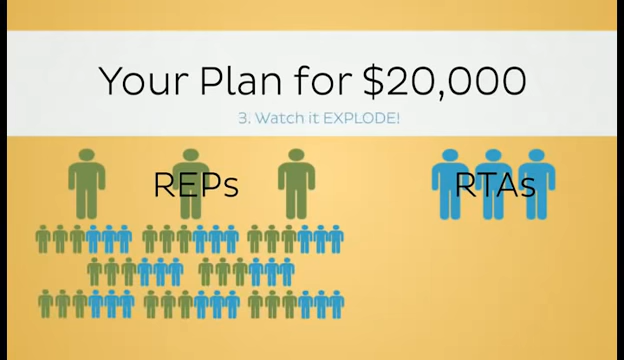 Your Plan for $20,000
3. Watch it EXPLODE!
REPs
RTAs